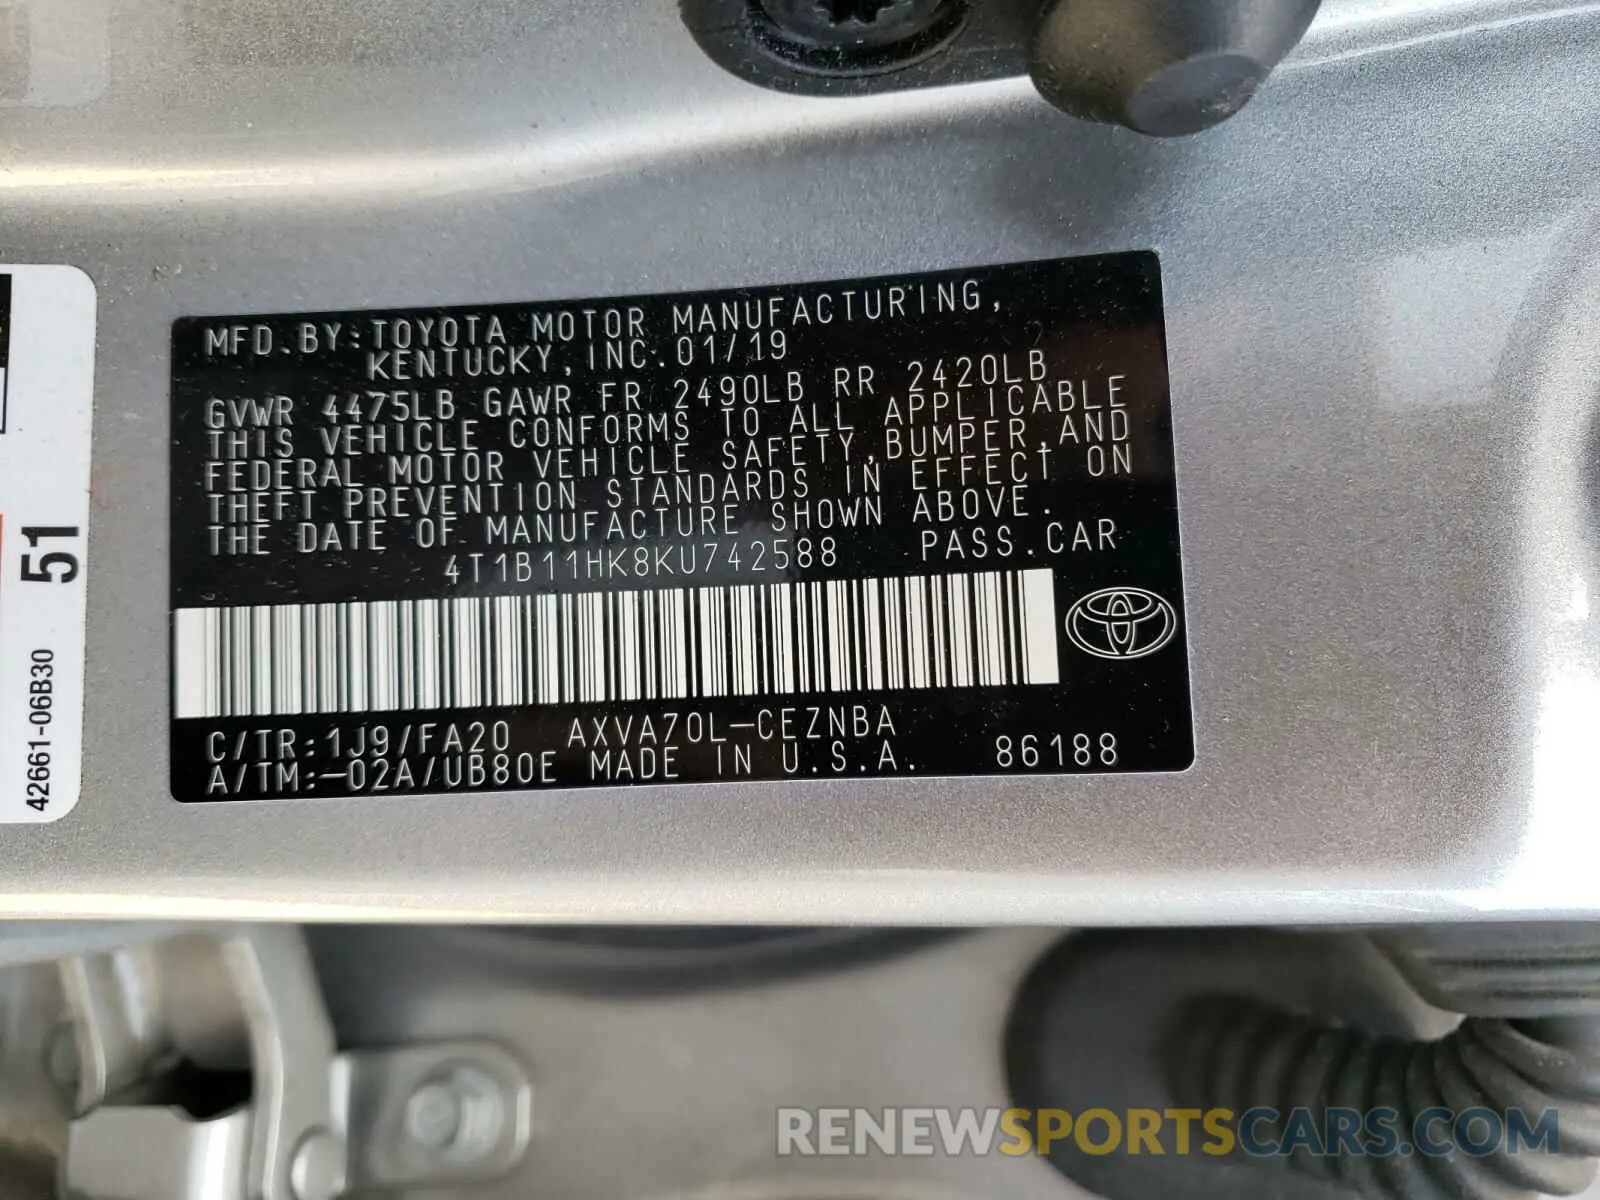 MFD.BY:TOYOTA MOTOR MANUFACTURING,
KENTUCKY, INC. 01/19
GVWR 4475LB GAWR FR 2490LB RR 2420LB
THIS VEHICLE CONFORMS TO ALL APPLICABLE
FEDERAL MOTOR VEHICLE SAFETY,BUMPER,AND
THEFT PREVENTION STANDARDS IN EFFECT ON
THE DATE OF MANUFACTURE SHOWN ABOVE.
4T1B11HK8KU742588 PASS.CAR
C/TR:1J9/FA20 AXVA70L-CEZNBA
A/TM:-02A/UB80E MADE IN U.S.A. 86188
51
42661-06B30
RENEWSPORTSCARS.COM